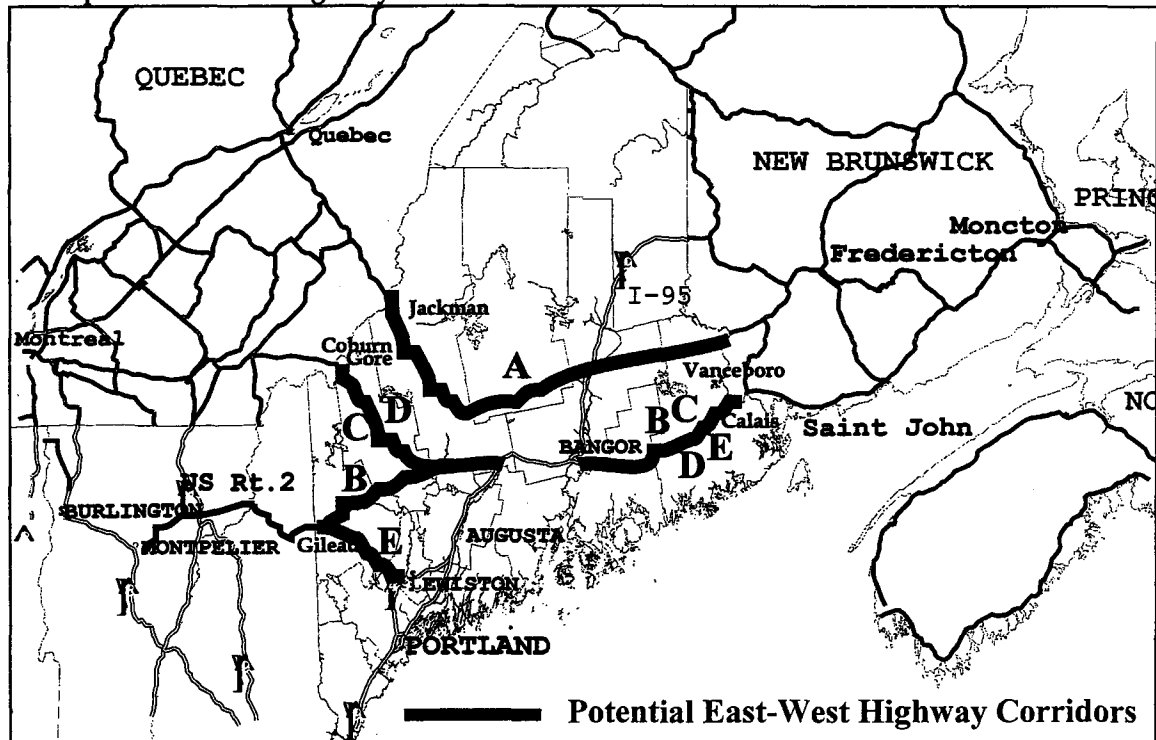 QUEBEC
Quebec
NEW BRUNSWICK
PRINC
Moncton
Fredericton
I-95
Jackman
Montreal
Coburn
Gore
A
Vanceboro
NO
D
C
B
C
Calais
Saint John
BANGOR
E
D
B
US Rt.2
BURLINGTON
MONTPELIER
Gilead
E
AUGUSTA
LEWISTON
PORTLAND
Potential East-West Highway Corridors